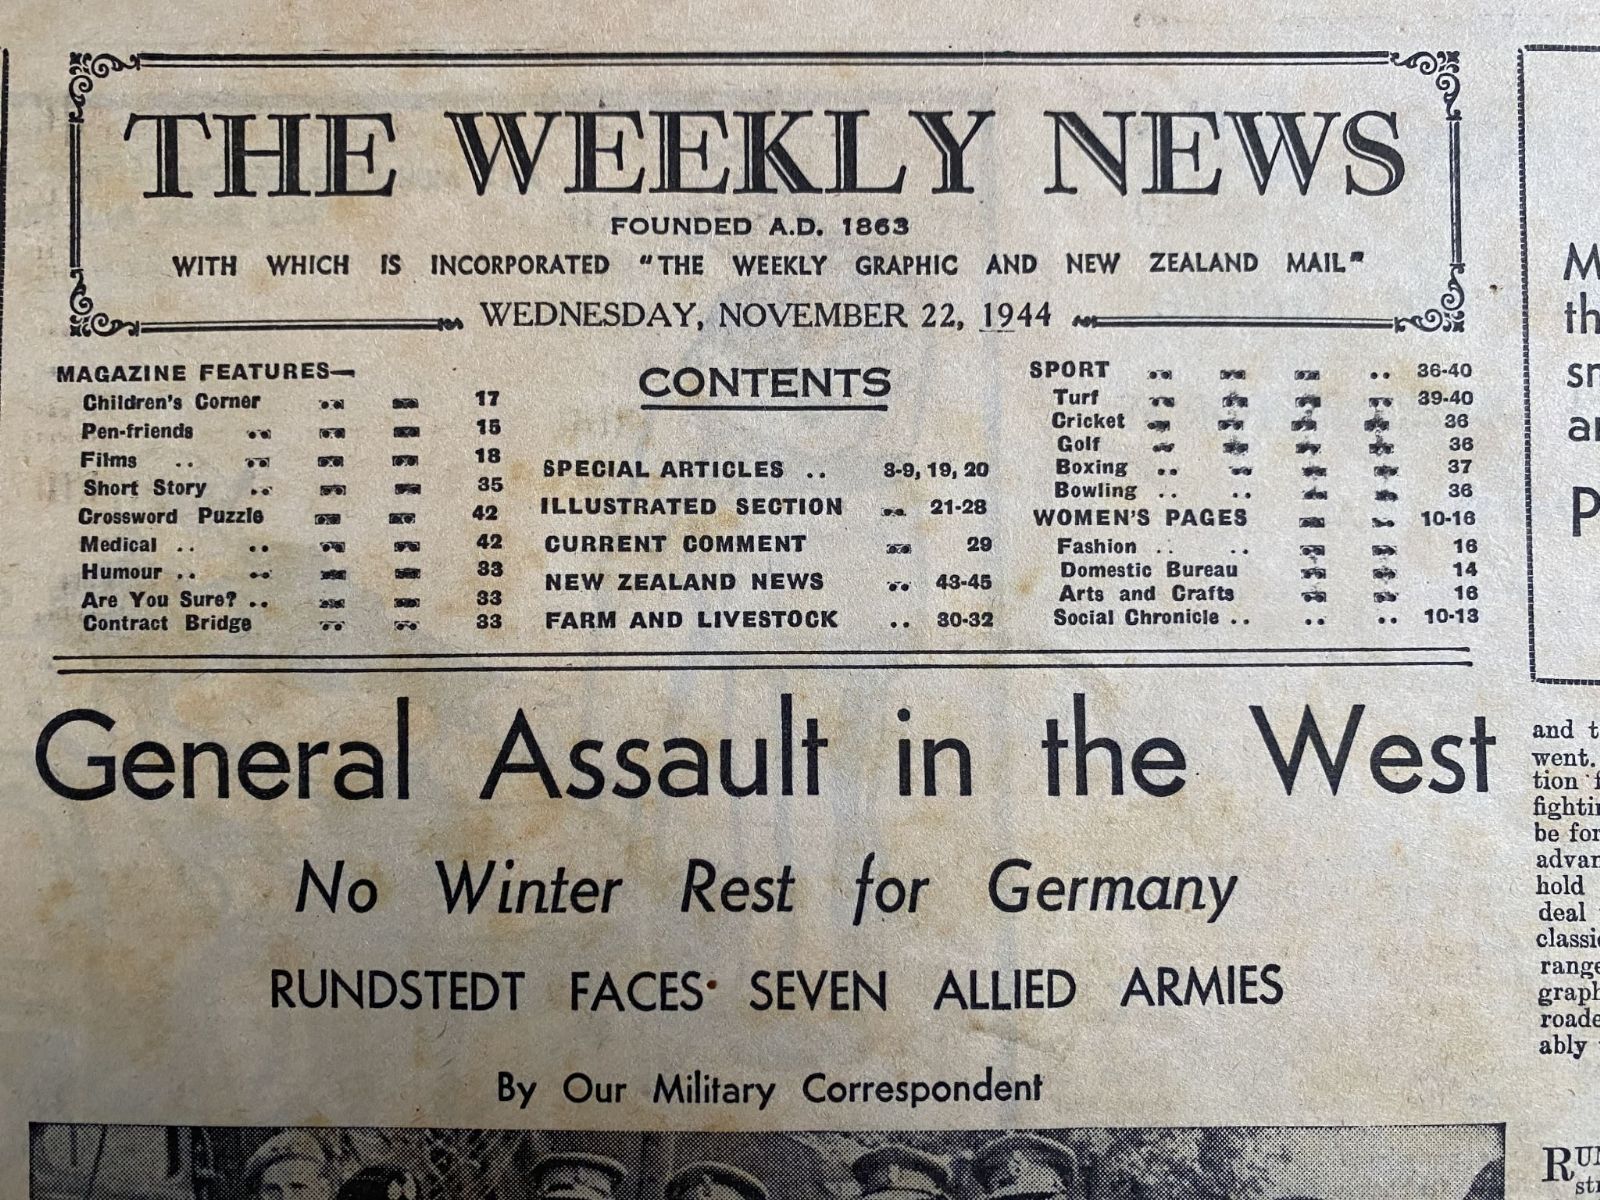 THE WEEKLY NEWS
FOUNDED A.D. 1863
WITH WHICH IS INCORPORATED "THE WEEKLY GRAPHIC AND NEW ZEALAND MAIL"
WEDNESDAY, NOVEMBER 22, 1944
MAGAZINE FEATURES—
Children's Corner 17
Pen-friends 15
Films .. 18
Short Story .. 35
Crossword Puzzle 42
Medical .. .. 42
Humour .. .. 33
Are You Sure? .. 33
Contract Bridge .. .. 33
CONTENTS
SPECIAL ARTICLES .. 8-9, 19, 20
ILLUSTRATED SECTION .. 21-28
CURRENT COMMENT 29
NEW ZEALAND NEWS .. 43-45
FARM AND LIVESTOCK .. 30-32
SPORT .. 36-40
Turf 39-40
Cricket 36
Golf 36
Boxing .. 37
Bowling .. .. 36
WOMEN'S PAGES 10-16
Fashion .. .. 16
Domestic Bureau 14
Arts and Crafts 16
Social Chronicle .. .. .. 10-13
General Assault in the West
No Winter Rest for Germany
RUNDSTEDT FACES SEVEN ALLIED ARMIES
By Our Military Correspondent
P
and
went.
tion
be for
hold
deal
ably